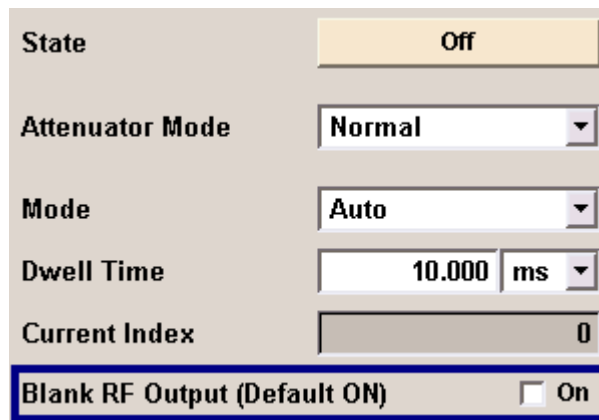 State Off
Attenuator Mode Normal
Mode Auto
Dwell Time 10.000 ms
Current Index 0
Blank RF Output (Default ON) On